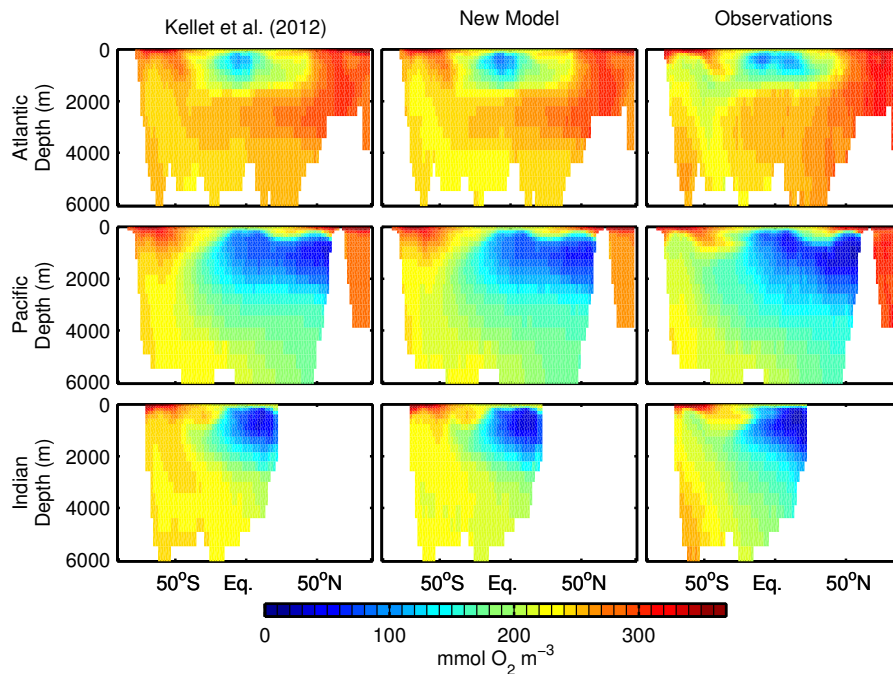 Kellet et al. (2012) New Model Observations
0
2000
4000
6000
Atlantic
Depth (m)
0
2000
4000
6000
Pacific
Depth (m)
0
2000
4000
6000
Indian
Depth (m)
50°S Eq. 50°N 50°S Eq. 50°N 50°S Eq. 50°N
0 100 200 300
mmol O₂ m⁻³